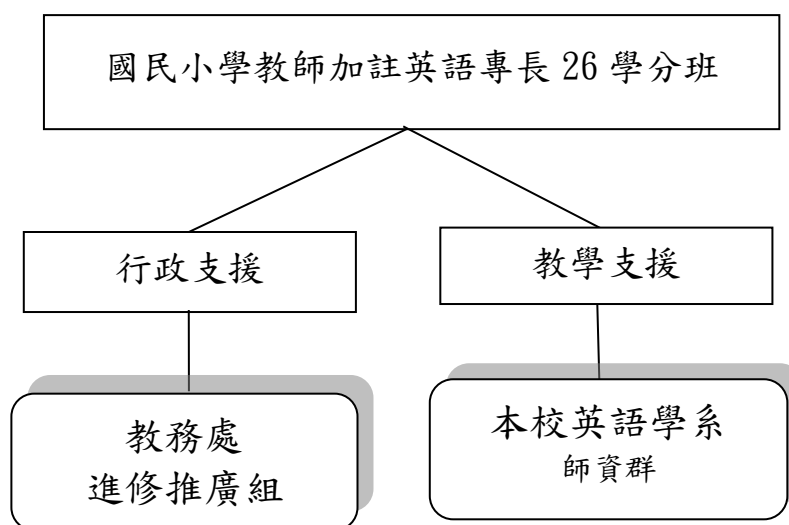 國民小學教師加註英語專長 26 學分班
行政支援
教學支援
教務處
進修推廣組
本校英語學系
師資群